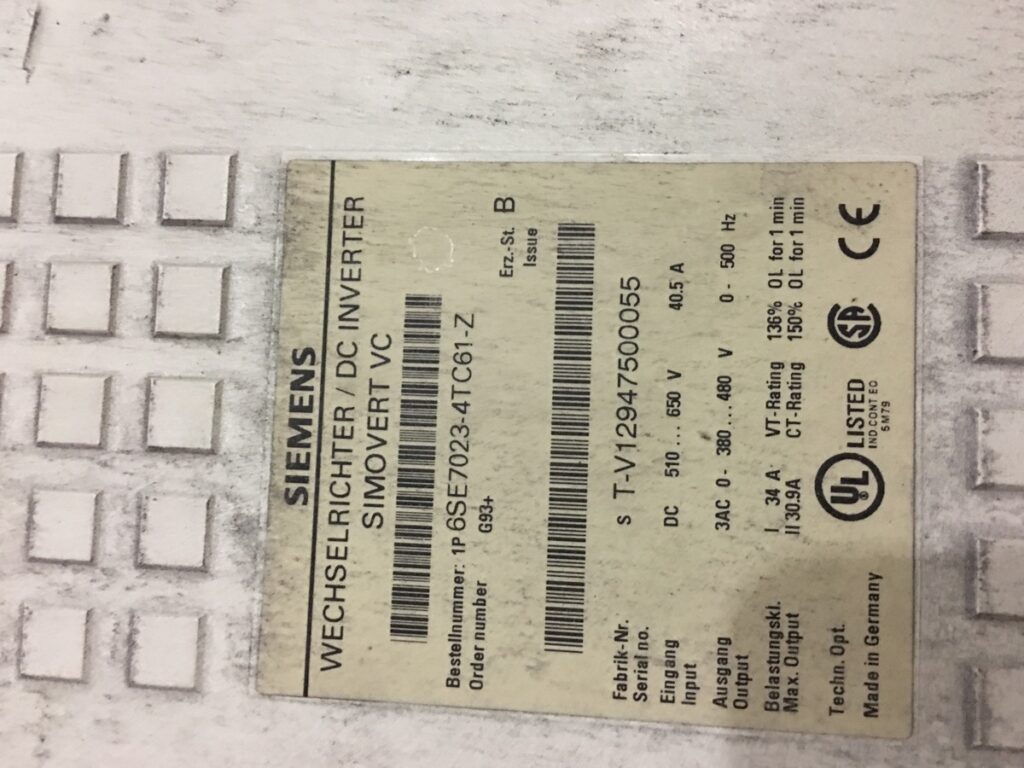 SIEMENS
WECHSELRICHTER / DC INVERTER
SIMOVERT VC
Bestellnummer: 1P 6SE7023-4TC61-Z
Order number G93+
Erz.-St. B
Issue
Fabrik-Nr. S T-V12947500055
Serial no.
Eingang DC 510... 650 V 40.5 A
Input
Ausgang 3AC 0- 380...480 V 0- 500 Hz
Output
Belastungskl. I 34 A VT-Rating 136% OL for 1 min
Max. Output II 30.9A CT-Rating 150% OL for 1 min
Techn. Opt.
Made in Germany
UL ® LISTED
IND.CONT.EQ
5M79
SA
CE